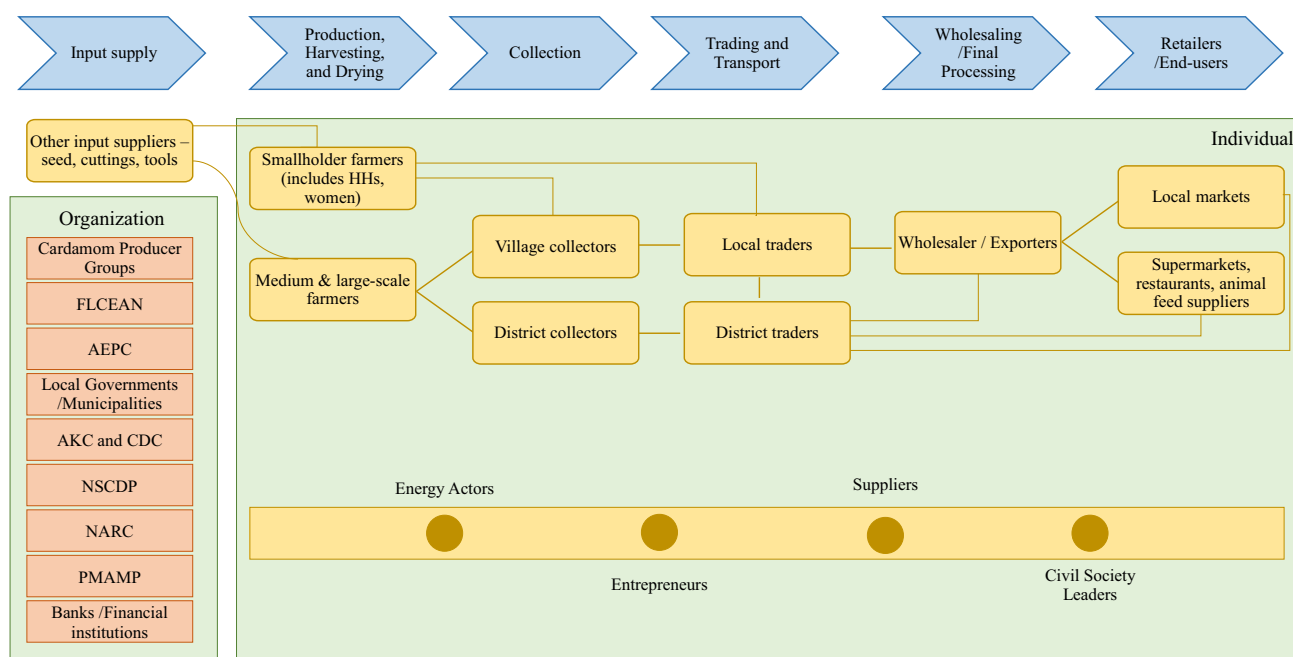 Input supply
Production,
Harvesting,
and Drying
Collection
Trading and
Transport
Wholesaling
/Final
Processing
Retailers
/End-users
Other input suppliers –
seed, cuttings, tools
Organization
Cardamom Producer
Groups
FLCEAN
AEPC
Local Governments
/Municipalities
AKC and CDC
NSCDP
NARC
PMAMP
Banks /Financial
institutions
Individual
Smallholder farmers
(includes HHs,
women)
Medium & large-scale
farmers
Village collectors
District collectors
Local traders
District traders
Wholesaler / Exporters
Local markets
Supermarkets,
restaurants, animal
feed suppliers
Energy Actors
Entrepreneurs
Suppliers
Civil Society
Leaders